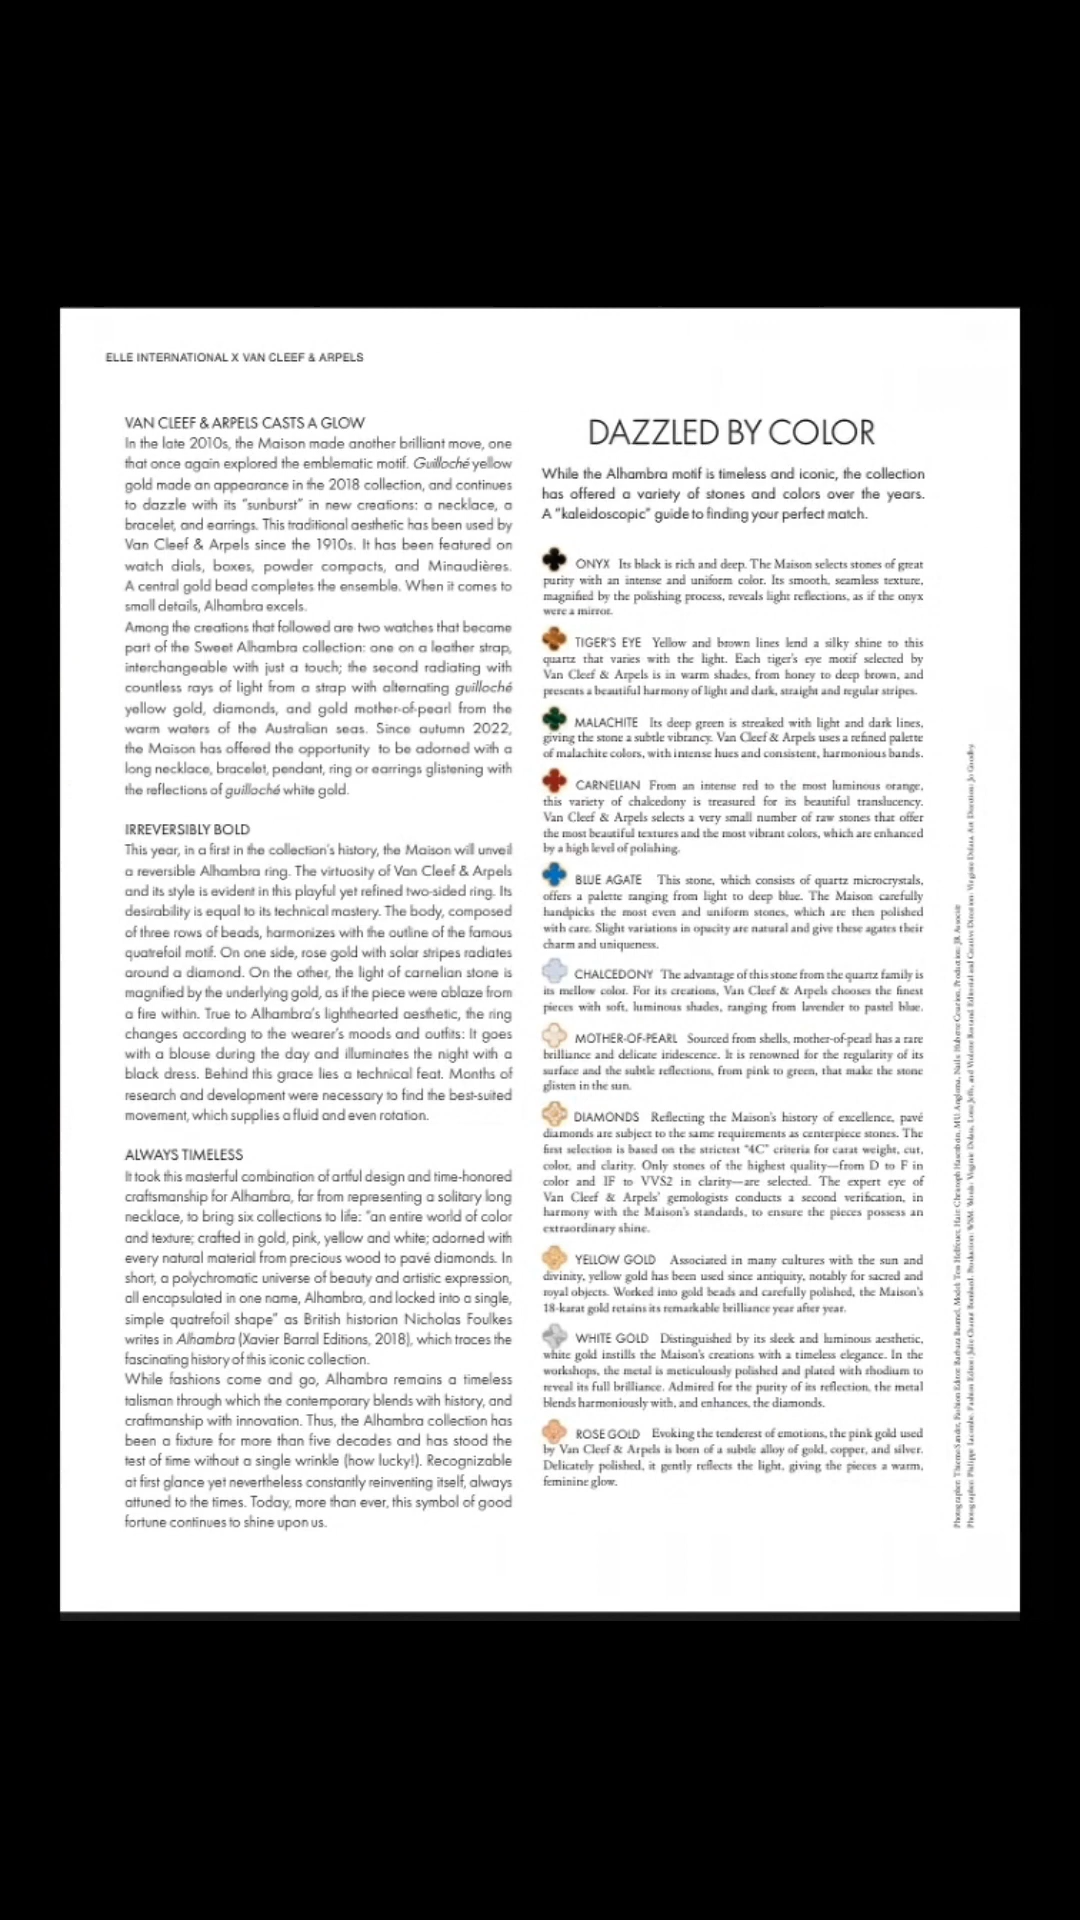 ELLE INTERNATIONAL X VAN CLEEF & ARPELS
VAN CLEEF & ARPELS CASTS A GLOW
In the late 2010s, the Maison made another brilliant move, one
that once again explored the emblematic motif. Guilloché yellow
gold made an appearance in the 2018 collection, and continues
to dazzle with its "sunburst" in new creations: a necklace, a
bracelet, and earrings. This traditional aesthetic has been used by
Van Cleef & Arpels since the 1910s. It has been featured on
watch dials, boxes, powder compacts, and Minaudières.
A central gold bead completes the ensemble. When it comes to
small details, Alhambra excels.
Among the creations that followed are two watches that became
part of the Sweet Alhambra collection: one on a leather strap,
interchangeable with just a touch; the second radiating with
countless rays of light from a strap with alternating guilloché
yellow gold, diamonds, and gold mother-of-pearl from the
warm waters of the Australian seas. Since autumn 2022,
the Maison has offered the opportunity to be adorned with a
long necklace, bracelet, pendant, ring or earrings glistening with
the reflections of guilloché white gold.
IRREVERSIBLY BOLD
This year, in a first in the collection's history, the Maison will unveil
a reversible Alhambra ring. The virtuosity of Van Cleef & Arpels
and its style is evident in this playful yet refined two-sided ring. Its
desirability is equal to its technical mastery. The body, composed
of three rows of beads, harmonizes with the outline of the famous
quatrefoil motif. On one side, rose gold with solar stripes radiates
around a diamond. On the other, the light of carnelian stone is
magnified by the underlying gold, as if the piece were ablaze from
a fire within. True to Alhambra's lighthearted aesthetic, the ring
changes according to the wearer's moods and outfits: It goes
with a blouse during the day and illuminates the night with a
black dress. Behind this grace lies a technical feat. Months of
research and development were necessary to find the best-suited
movement, which supplies a fluid and even rotation.
ALWAYS TIMELESS
It took this masterful combination of artful design and time-honored
craftsmanship for Alhambra, far from representing a solitary long
necklace, to bring six collections to life: "an entire world of color
and texture; crafted in gold, pink, yellow and white; adorned with
every natural material from precious wood to pavé diamonds. In
short, a polychromatic universe of beauty and artistic expression,
all encapsulated in one name, Alhambra, and locked into a single,
simple quatrefoil shape" as British historian Nicholas Foulkes
writes in Alhambra (Xavier Barral Editions, 2018), which traces the
fascinating history of this iconic collection.
While fashions come and go, Alhambra remains a timeless
talisman through which the contemporary blends with history, and
craftmanship with innovation. Thus, the Alhambra collection has
been a fixture for more than five decades and has stood the
test of time without a single wrinkle (how lucky!). Recognizable
at first glance yet nevertheless constantly reinventing itself, always
attuned to the times. Today, more than ever, this symbol of good
fortune continues to shine upon us.
DAZZLED BY COLOR
While the Alhambra motif is timeless and iconic, the collection
has offered a variety of stones and colors over the years.
A "kaleidoscopic" guide to finding your perfect match.
ONYX Its black is rich and deep. The Maison selects stones of great
purity with an intense and uniform color. Its smooth, seamless texture,
magnified by the polishing process, reveals light reflections, as if the onyx
were a mirror.
TIGER'S EYE Yellow and brown lines lend a silky shine to this
quartz that varies with the light. Each tiger's eye motif selected by
Van Cleef & Arpels is in warm shades, from honey to deep brown, and
presents a beautiful harmony of light and dark, straight and regular stripes.
MALACHITE Its deep green is streaked with light and dark lines,
giving the stone a subtle vibrancy. Van Cleef & Arpels uses a refined palette
of malachite colors, with intense hues and consistent, harmonious bands.
CARNELIAN From an intense red to the most luminous orange,
this variety of chalcedony is treasured for its beautiful translucency.
Van Cleef & Arpels selects a very small number of raw stones that offer
the most beautiful textures and the most vibrant colors, which are enhanced
by a high level of polishing.
BLUE AGATE This stone, which consists of quartz microcrystals,
offers a palette ranging from light to deep blue. The Maison carefully
handpicks the most even and uniform stones, which are then polished
with care. Slight variations in opacity are natural and give these agates their
charm and uniqueness.
CHALCEDONY The advantage of this stone from the quartz family is
its mellow color. For its creations, Van Cleef & Arpels chooses the finest
pieces with soft, luminous shades, ranging from lavender to pastel blue.
MOTHER-OF-PEARL Sourced from shells, mother-of-pearl has a rare
brilliance and delicate iridescence. It is renowned for the regularity of its
surface and the subtle reflections, from pink to green, that make the stone
glisten in the sun.
DIAMONDS Reflecting the Maison's history of excellence, pavé
diamonds are subject to the same requirements as centerpiece stones. The
first selection is based on the strictest "4C" criteria for carat weight, cut,
color, and clarity. Only stones of the highest quality—from D to F in
color and IF to VVS2 in clarity—are selected. The expert eye of
Van Cleef & Arpels' gemologists conducts a second verification, in
harmony with the Maison's standards, to ensure the pieces possess an
extraordinary shine.
YELLOW GOLD Associated in many cultures with the sun and
divinity, yellow gold has been used since antiquity, notably for sacred and
royal objects. Worked into gold beads and carefully polished, the Maison's
18-karat gold retains its remarkable brilliance year after year.
WHITE GOLD Distinguished by its sleek and luminous aesthetic,
white gold instills the Maison's creations with a timeless elegance. In the
workshops, the metal is meticulously polished and plated with rhodium to
reveal its full brilliance. Admired for the purity of its reflection, the metal
blends harmoniously with, and enhances, the diamonds.
ROSE GOLD Evoking the tenderest of emotions, the pink gold used
by Van Cleef & Arpels is born of a subtle alloy of gold, copper, and silver.
Delicately polished, it gently reflects the light, giving the pieces a warm,
feminine glow.